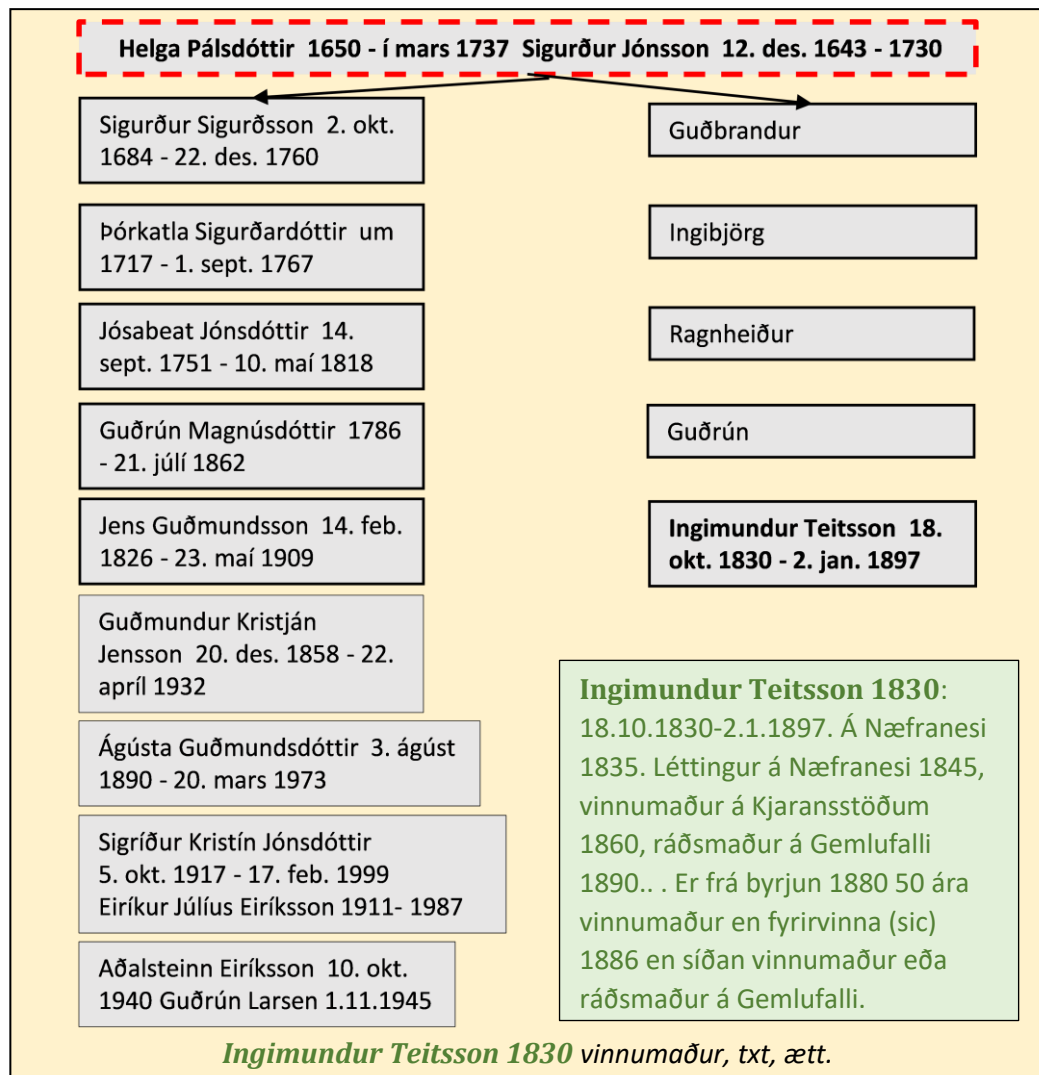 Helga Pálsdóttir 1650 - í mars 1737 Sigurður Jónsson 12. des. 1643 - 1730
Sigurður Sigurðsson 2. okt.
1684 - 22. des. 1760
Þórkatla Sigurðardóttir um
1717 - 1. sept. 1767
Jósabeat Jónsdóttir 14.
sept. 1751 - 10. maí 1818
Guðrún Magnúsdóttir 1786
- 21. júlí 1862
Jens Guðmundsson 14. feb.
1826 - 23. maí 1909
Guðmundur Kristján
Jensson 20. des. 1858 - 22.
apríl 1932
Ágústa Guðmundsdóttir 3. ágúst
1890 - 20. mars 1973
Sigríður Kristín Jónsdóttir
5. okt. 1917 - 17. feb. 1999
Eiríkur Júlíus Eiríksson 1911- 1987
Aðalsteinn Eiríksson 10. okt.
1940 Guðrún Larsen 1.11.1945
Guðbrandur
Ingibjörg
Ragnheiður
Guðrún
Ingimundur Teitsson 18.
okt. 1830 - 2. jan. 1897
Ingimundur Teitsson 1830:
18.10.1830-2.1.1897. Á Næfranesi
1835. Léttingur á Næfranesi 1845,
vinnumaður á Kjaransstöðum
1860, ráðsmaður á Gemlufalli
1890.. . Er frá byrjun 1880 50 ára
vinnumaður en fyrirvinna (sic)
1886 en síðan vinnumaður eða
ráðsmaður á Gemlufalli.
Ingimundur Teitsson 1830 vinnumaður, txt, ætt.